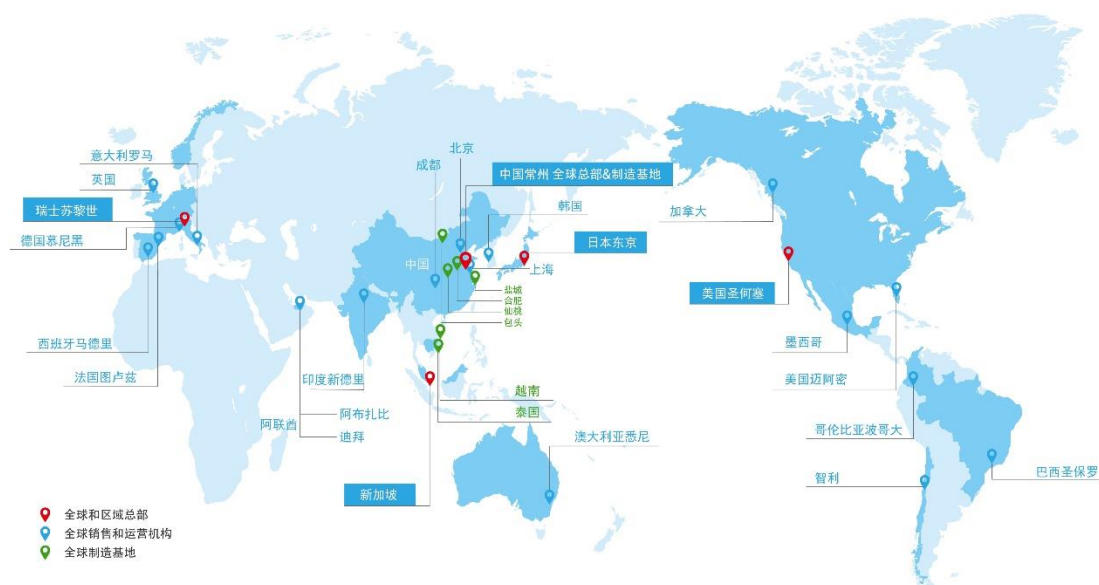 意大利罗马
英国
瑞士苏黎世
德国慕尼黑
西班牙马德里
法国图卢兹
成都
北京
中国常州 全球总部&制造基地
韩国
日本东京
中国
上海
盐城
合肥
仙桃
包头
越南
泰国
印度新德里
阿联酋
阿布扎比
迪拜
新加坡
澳大利亚悉尼
加拿大
美国圣何塞
墨西哥
美国迈阿密
哥伦比亚波哥大
智利
巴西圣保罗
全球和区域总部
全球销售和运营机构
全球制造基地